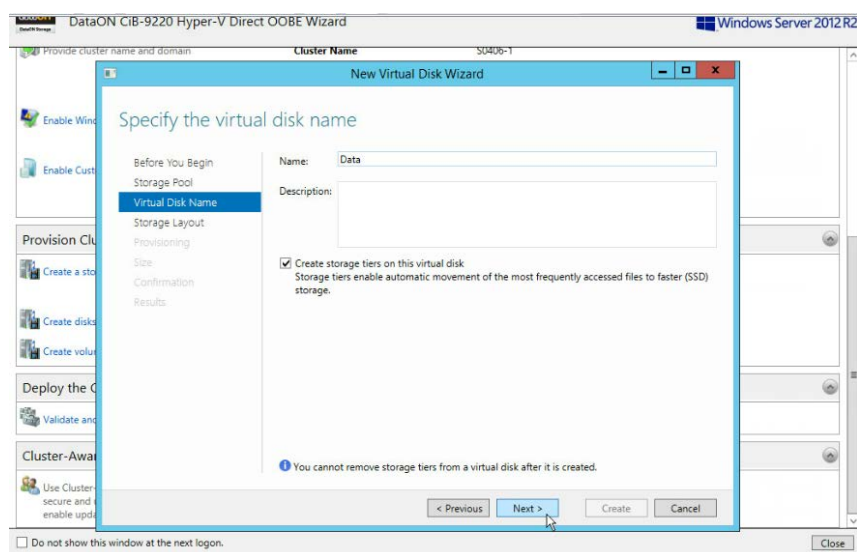 DataON CiB-9220 Hyper-V Direct OOBE Wizard
Windows Server 2012 R2
Provide cluster name and domain
Cluster Name
S0406-1
New Virtual Disk Wizard
Enable Wind
Enable Cust
Provision Clu
Create a sto
Create disks
Create volu
Deploy the C
Validate and
Cluster-Awar
Use Cluster-
secure and r
enable upda
Specify the virtual disk name
Before You Begin
Storage Pool
Virtual Disk Name
Storage Layout
Provisioning
Size
Confirmation
Results
Name:
Data
Description:
Create storage tiers on this virtual disk
Storage tiers enable automatic movement of the most frequently accessed files to faster (SSD)
storage.
You cannot remove storage tiers from a virtual disk after it is created.
< Previous
Next >
Create
Cancel
Do not show this window at the next logon.
Close